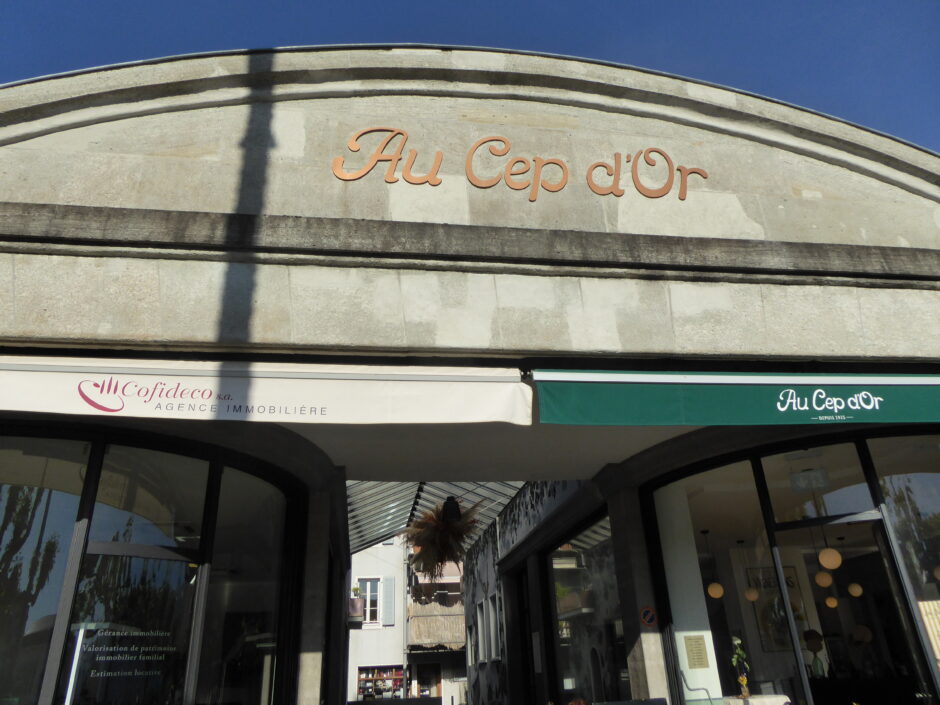 Au Cep d'Or
Cofideco s.a.
AGENCE IMMOBILIÈRE
Au Cep d'Or
Gérance immobilière
Valorisation de patrimoine
immobilier familial
Estimation locative